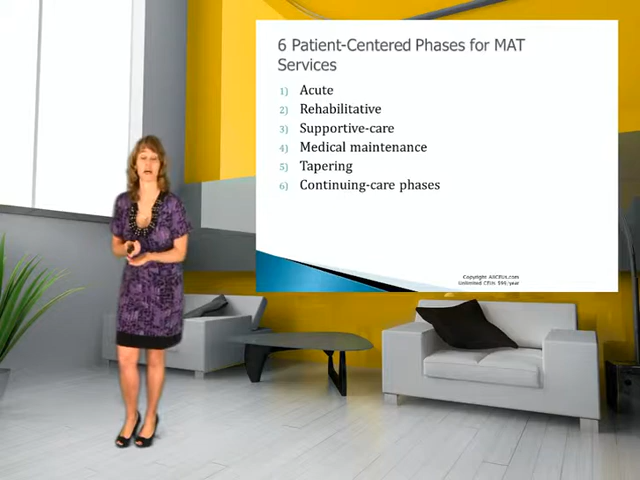 6 Patient-Centered Phases for MAT
Services
1) Acute
2) Rehabilitative
3) Supportive-care
4) Medical maintenance
5) Tapering
6) Continuing-care phases
Copyright AllCEUs.com
Unlimited CEUs $99/year